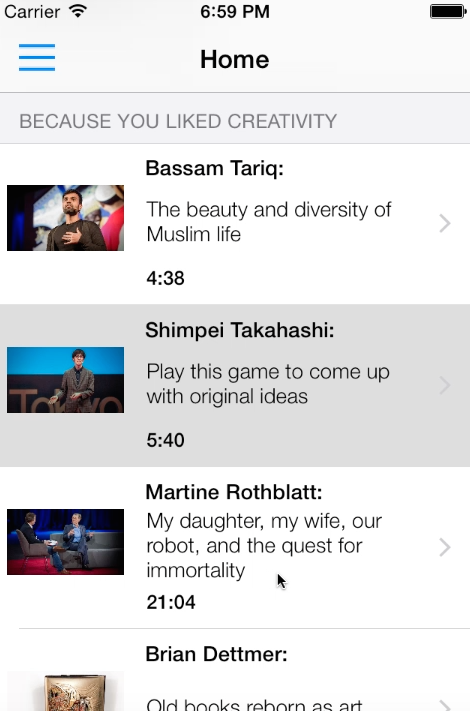 Carrier 6:59 PM
Home
BECAUSE YOU LIKED CREATIVITY
Bassam Tariq:
The beauty and diversity of
Muslim life
4:38
Shimpei Takahashi:
Play this game to come up
with original ideas
5:40
Martine Rothblatt:
My daughter, my wife, our
robot, and the quest for
immortality
21:04
Brian Dettmer:
Old books reborn as art